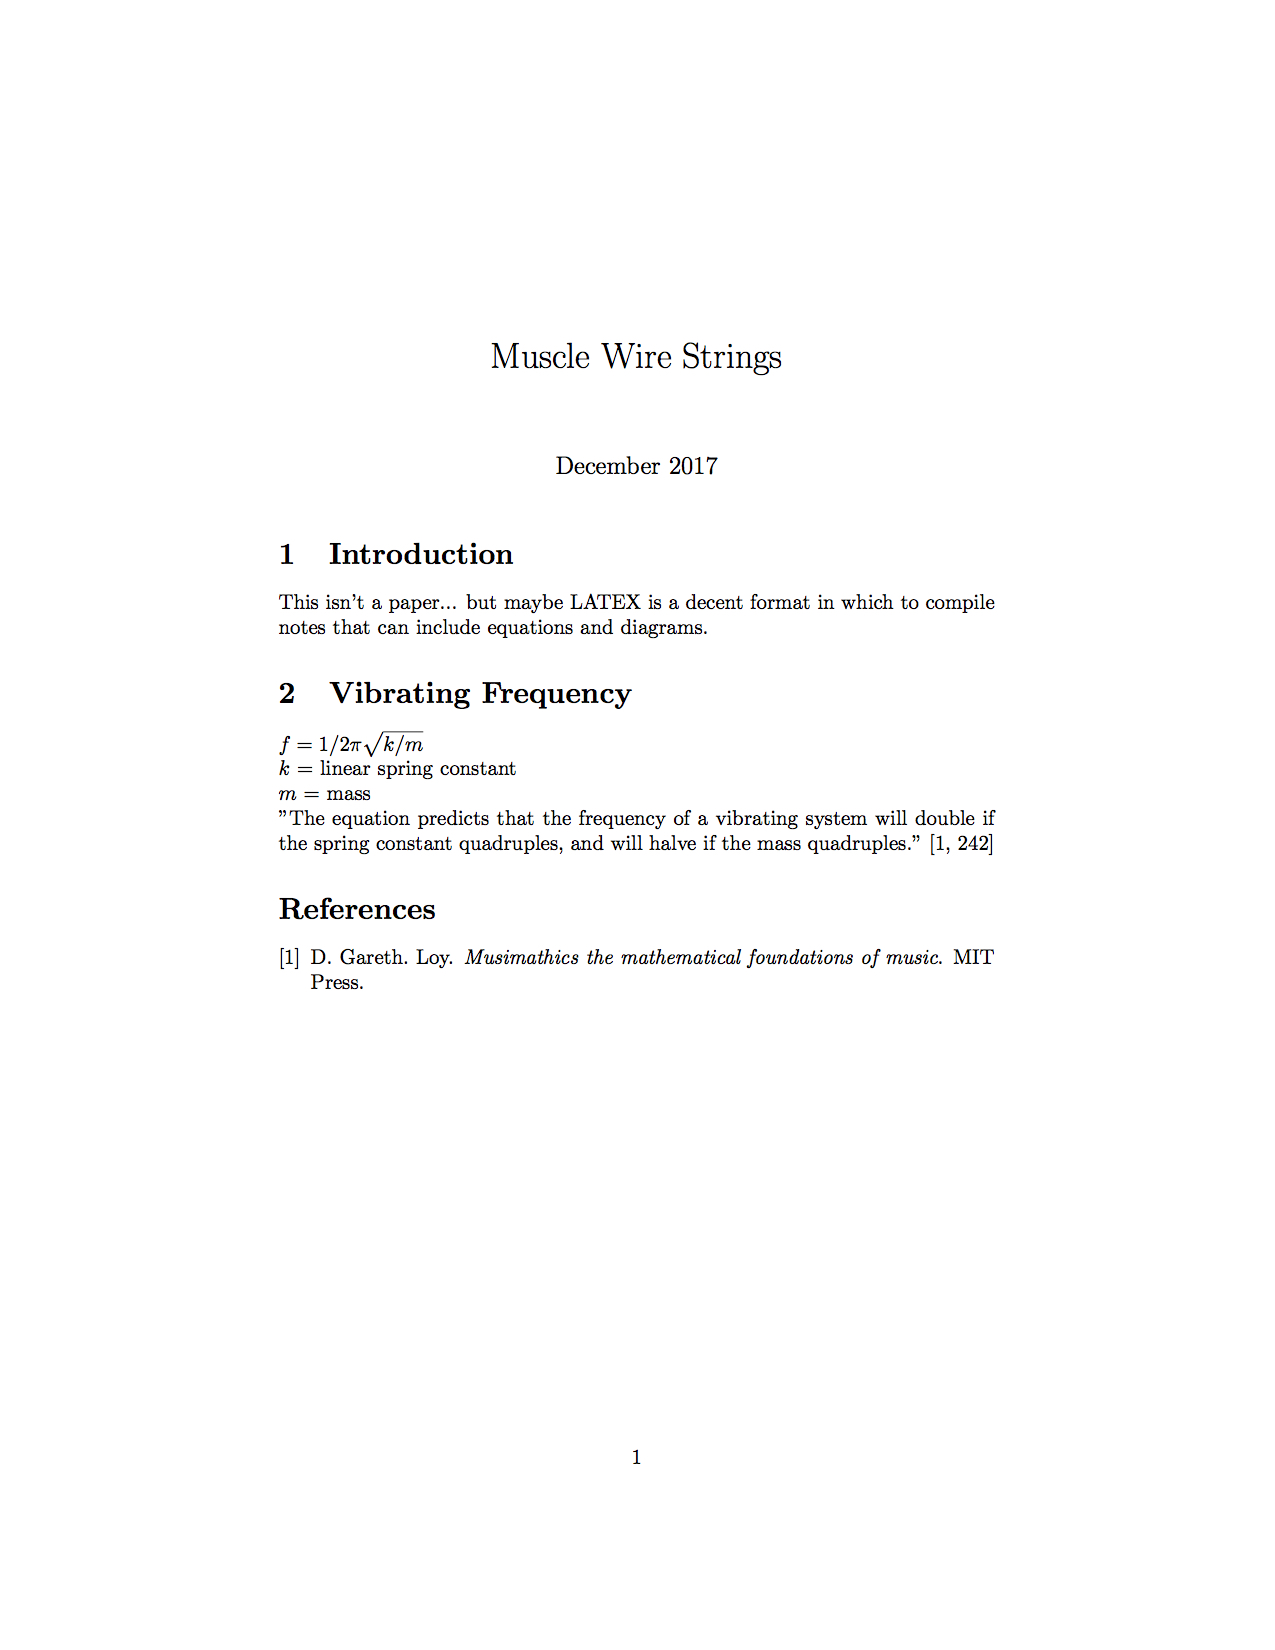 Muscle Wire Strings
December 2017
1 Introduction
This isn't a paper... but maybe LATEX is a decent format in which to compile
notes that can include equations and diagrams.
2 Vibrating Frequency
f = 1/2π√k/m
k = linear spring constant
m = mass
”The equation predicts that the frequency of a vibrating system will double if
the spring constant quadruples, and will halve if the mass quadruples.” [1, 242]
References
[1] D. Gareth. Loy. Musimathics the mathematical foundations of music. MIT
Press.
1